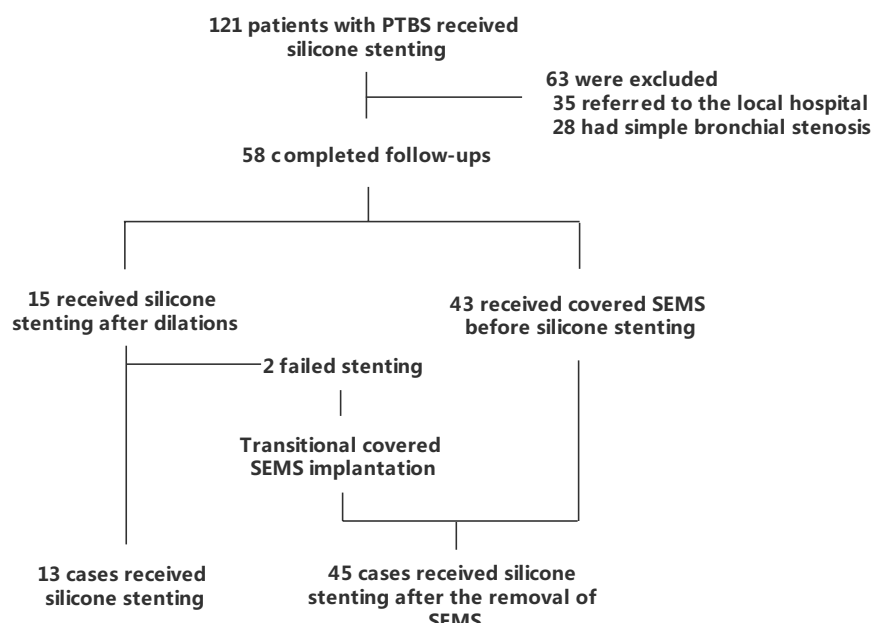 121 patients with PTBS received
silicone stenting
63 were excluded
35 referred to the local hospital
28 had simple bronchial stenosis
58 completed follow-ups
15 received silicone
stenting after dilations
43 received covered SEMS
before silicone stenting
2 failed stenting
Transitional covered
SEMS implantation
13 cases received
silicone stenting
45 cases received silicone
stenting after the removal of
SEMS